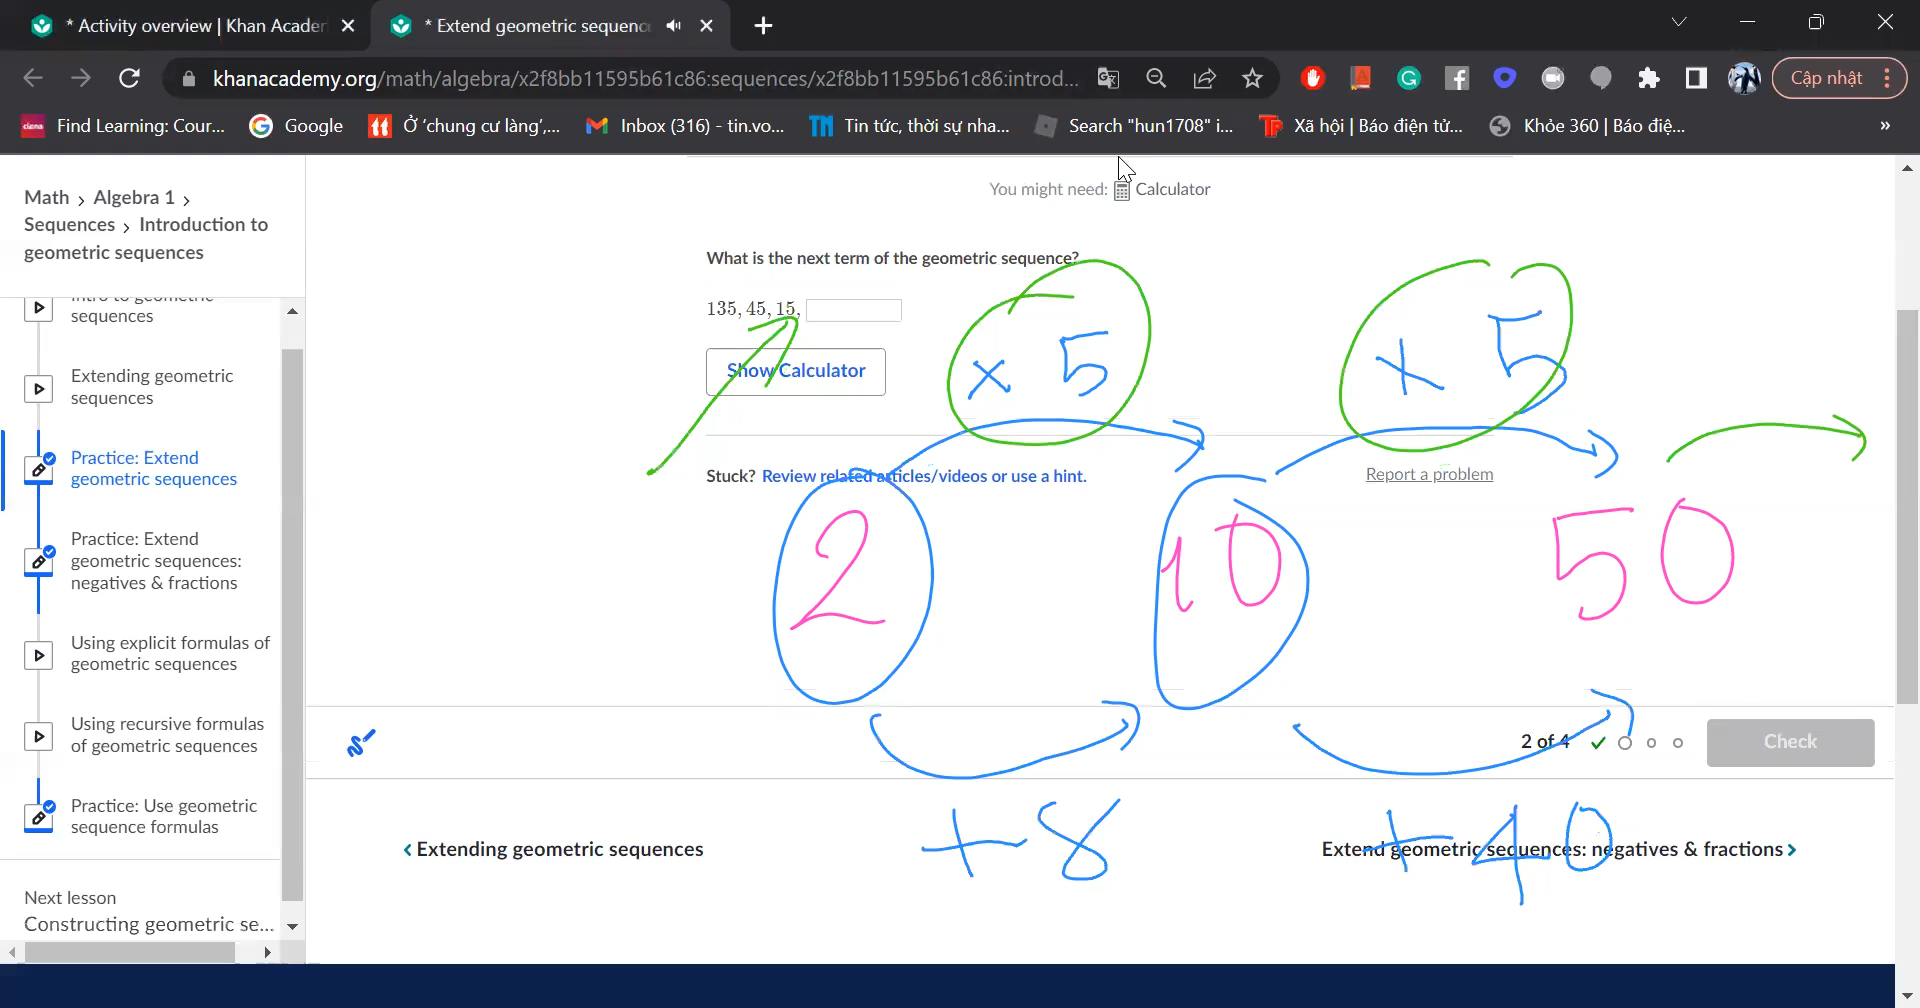 * Activity overview | Khan Acader
* Extend geometric sequenc
khanacademy.org/math/algebra/x2f8bb11595b61c86:sequences/x2f8bb11595b61c86:introd...
Cập nhật
Find Learning: Cour...
Google
Ở 'chung cư làng',...
Inbox (316) - tin.vo...
Tin tức, thời sự nha...
Search "hun1708" i...
Xã hội | Báo điện tử...
Khỏe 360 | Báo điệ...
»
Math > Algebra 1 >
Sequences > Introduction to
geometric sequences
Intro to geometric
sequences
Extending geometric
sequences
Practice: Extend
geometric sequences
Practice: Extend
geometric sequences:
negatives & fractions
Using explicit formulas of
geometric sequences
Using recursive formulas
of geometric sequences
Practice: Use geometric
sequence formulas
Next lesson
Constructing geometric se...
You might need: Calculator
What is the next term of the geometric sequence?
135, 45, 15,
Show Calculator
× 5
× 5
Stuck? Review related articles/videos or use a hint.
Report a problem
2 10 50
2 of 4
Check
+ 8
+ 40
< Extending geometric sequences
Extend geometric sequences: negatives & fractions >